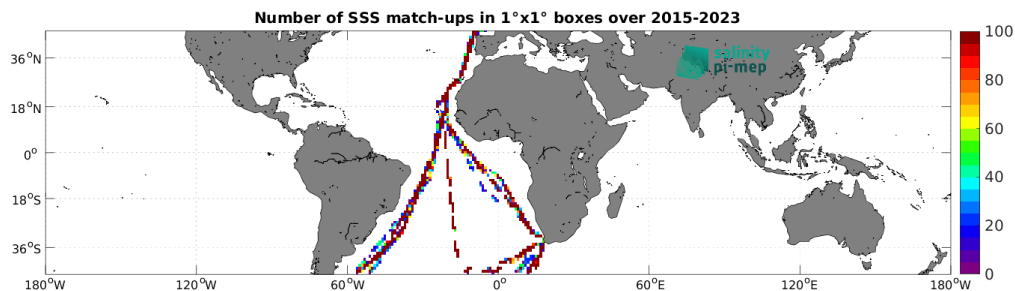 Number of SSS match-ups in 1°x1° boxes over 2015-2023
100
36°N
salinity
pi-mep
80
18°N
60
0°
40
18°S
20
36°S
0
180°W 120°W 60°W 0° 60°E 120°E 180°W